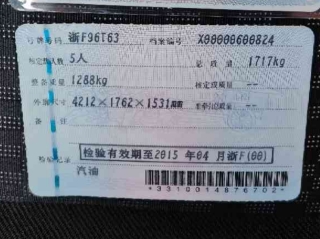 号牌号码 浙F96T63 档案编号 X00000600824
核定载人数 5人 总质量 1717kg
整备质量 1288kg 核定载质量
外廓尺寸 4212×1762×1531mm 准牵引总质量
备注
检验有效期至2015 年04 月浙F(00)
检验记录
汽油
*3310014876702*